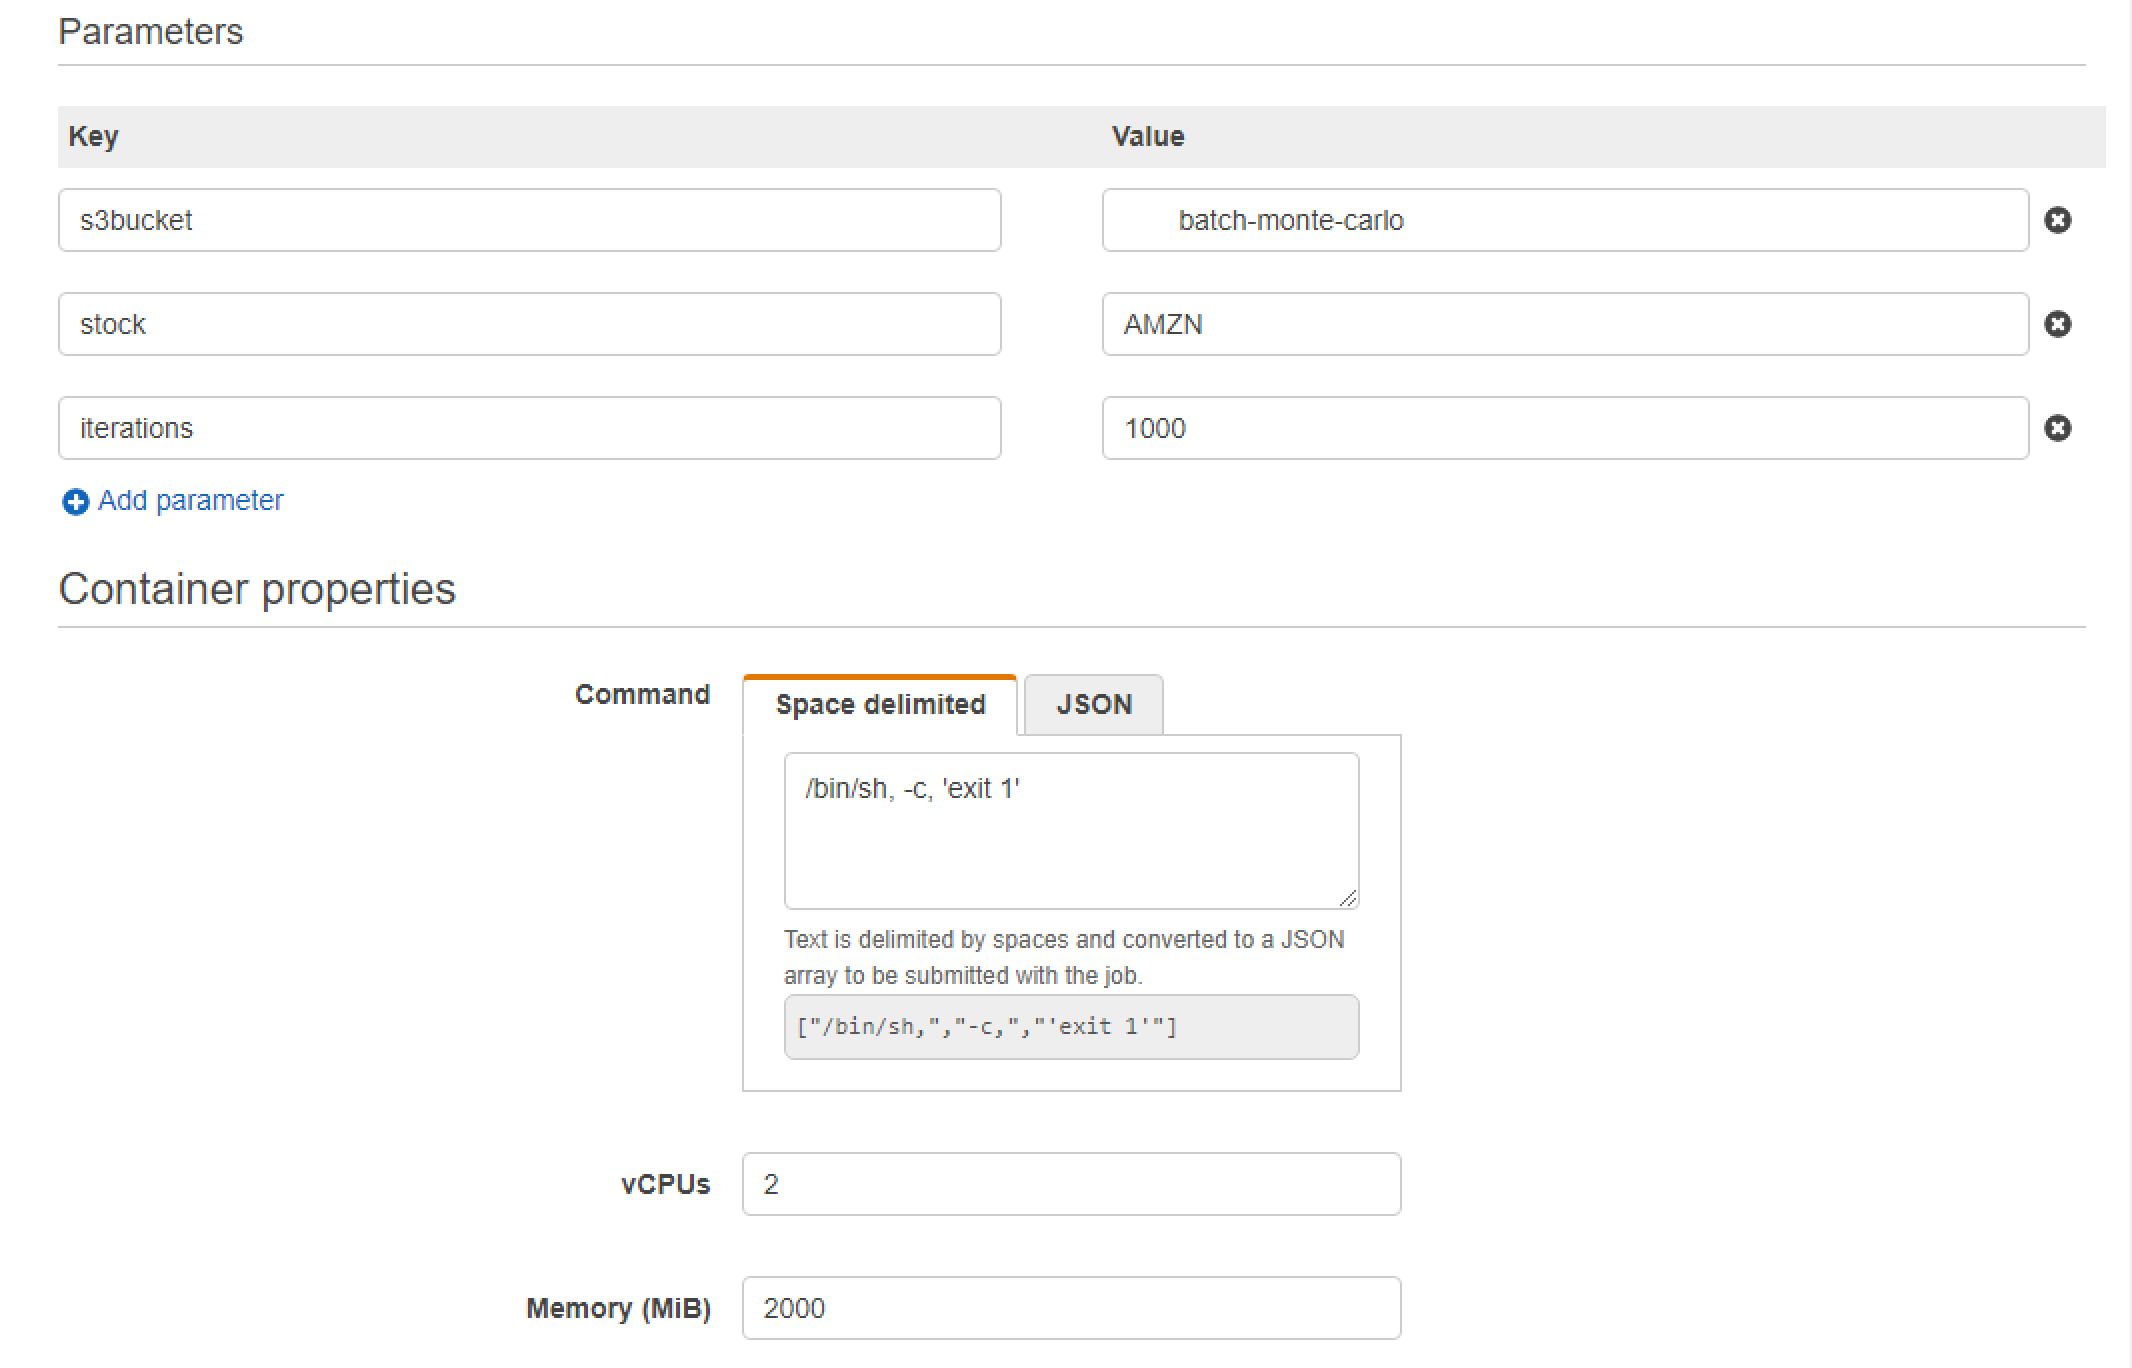 Parameters
Key Value
s3bucket batch-monte-carlo
stock AMZN
iterations 1000
Add parameter
Container properties
Command Space delimited JSON
/bin/sh, -c, 'exit 1'
Text is delimited by spaces and converted to a JSON
array to be submitted with the job.
["/bin/sh,","-c,","'exit 1'"]
vCPUs 2
Memory (MiB) 2000